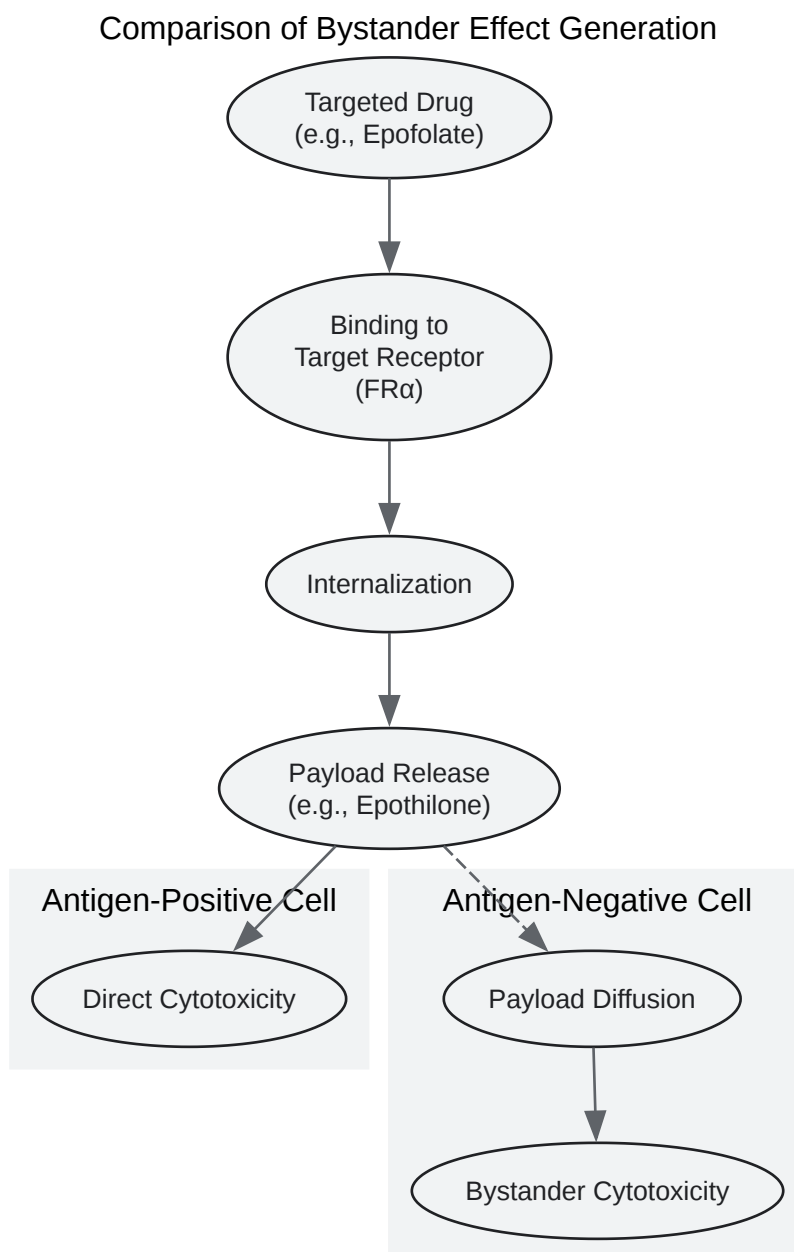 Comparison of Bystander Effect Generation
Targeted Drug
(e.g., Epofolate)
Binding to
Target Receptor
(FRα)
Internalization
Payload Release
(e.g., Epothilone)
Antigen-Positive Cell
Direct Cytotoxicity
Antigen-Negative Cell
Payload Diffusion
Bystander Cytotoxicity